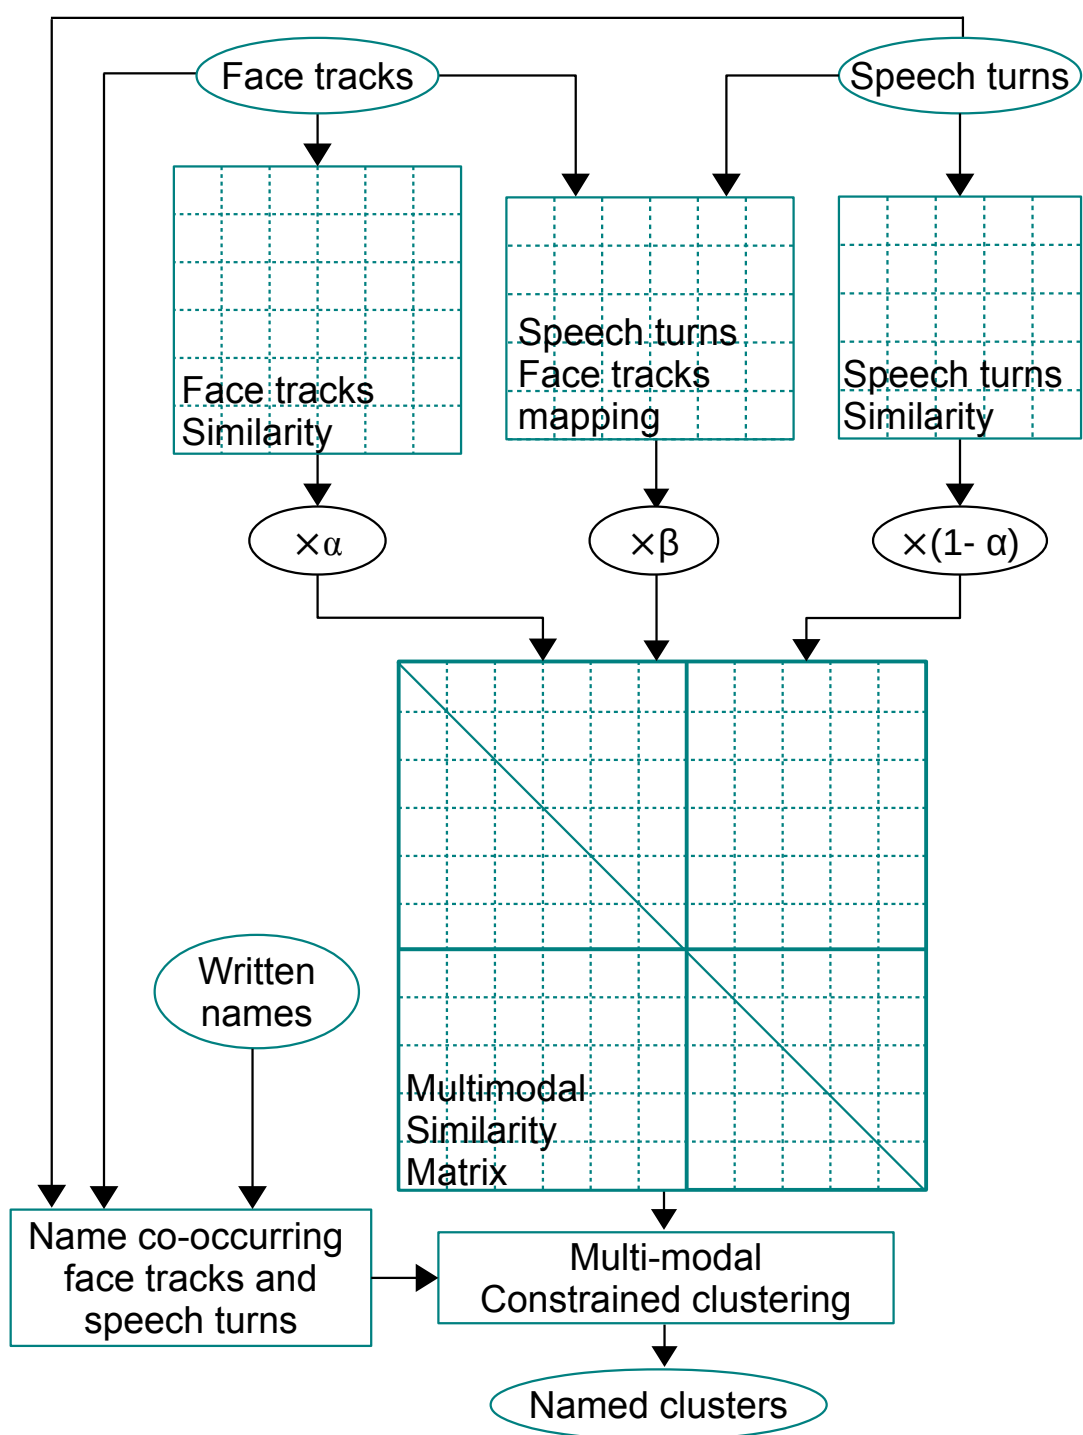 Face tracks
Speech turns
Face tracks
Similarity
Speech turns
Face tracks
mapping
Speech turns
Similarity
×α
×β
×(1- α)
Written
names
Multimodal
Similarity
Matrix
Name co-occurring
face tracks and
speech turns
Multi-modal
Constrained clustering
Named clusters